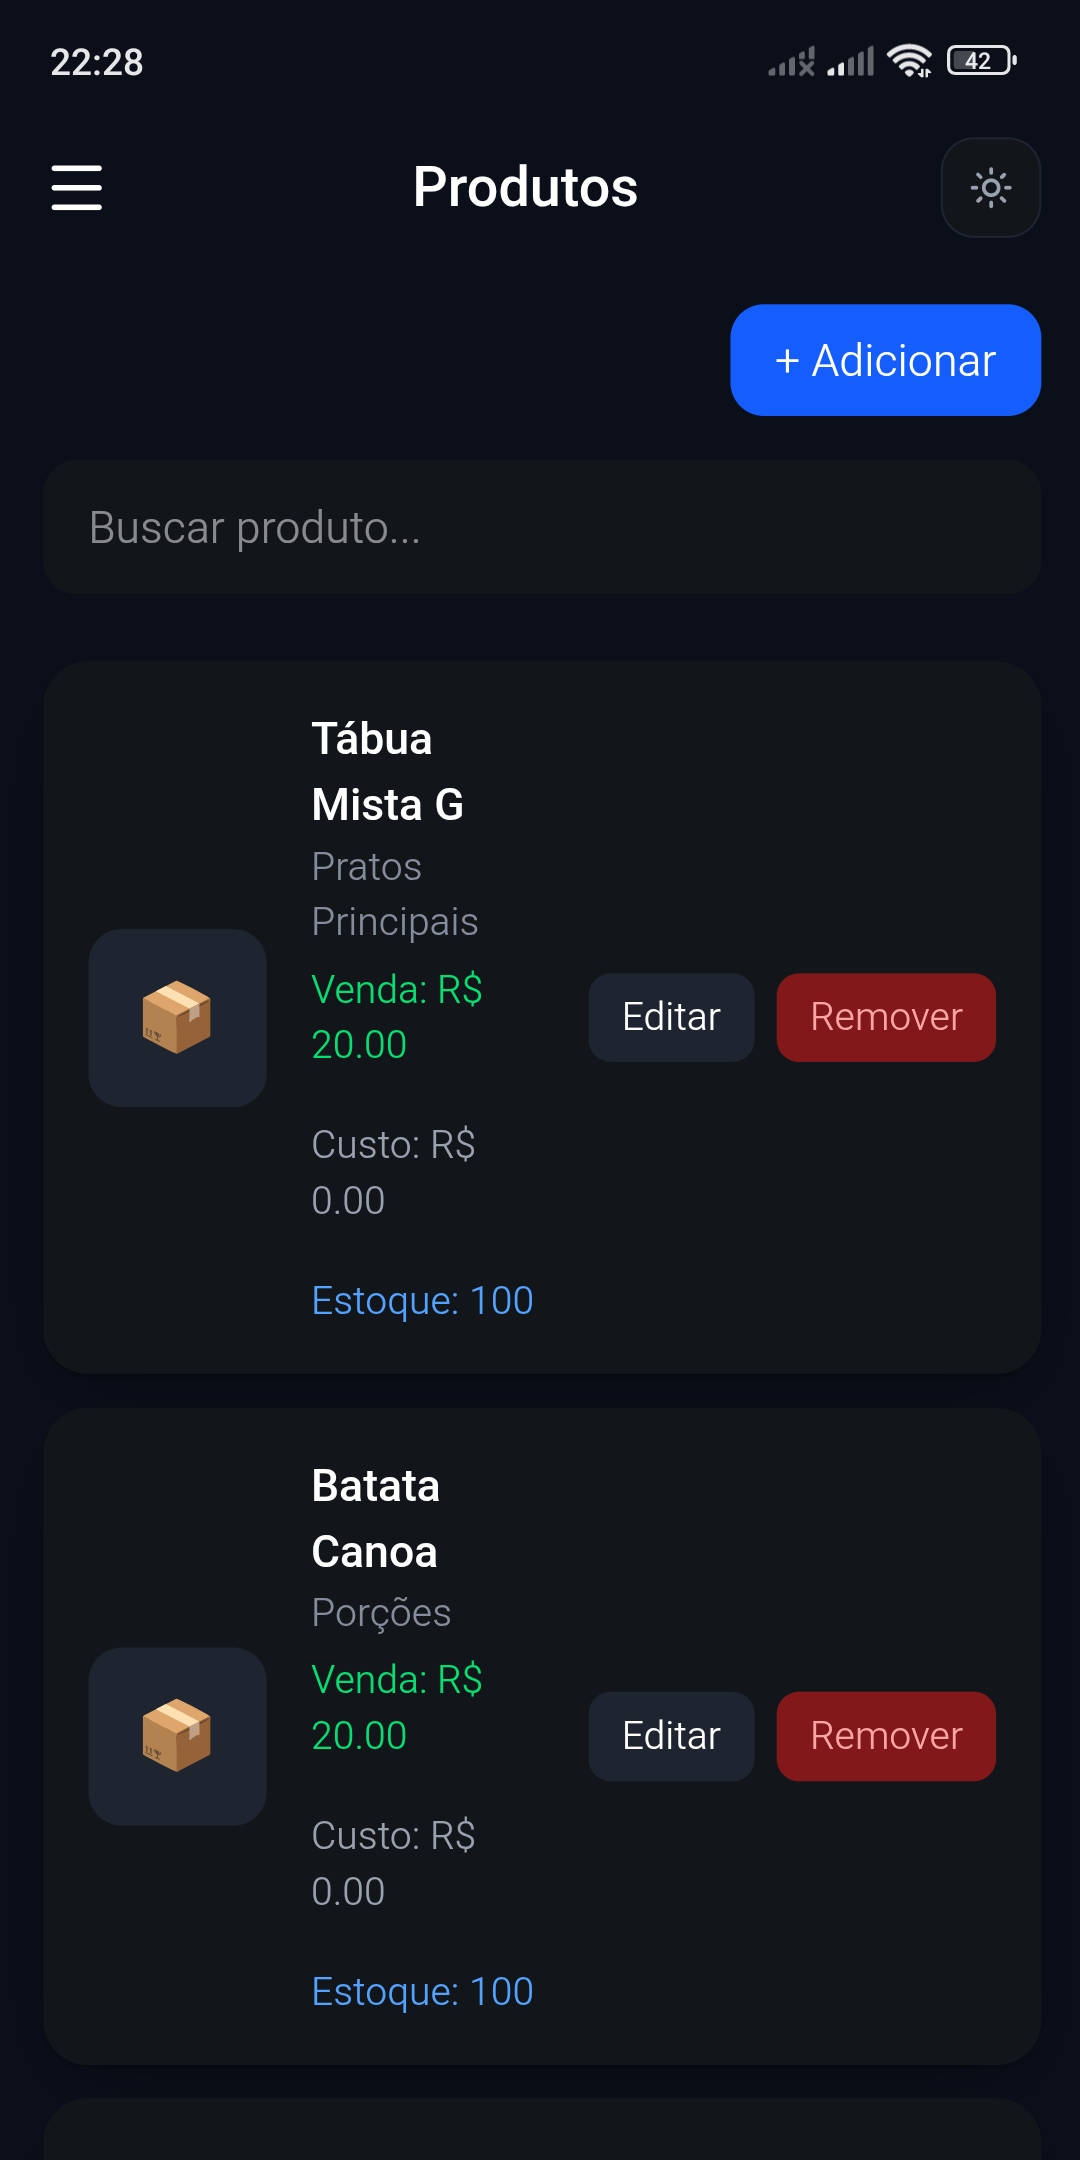 22:28
42
Produtos
+ Adicionar
Buscar produto...
Tábua
Mista G
Pratos
Principais
Venda: R$
20.00
Custo: R$
0.00
Estoque: 100
Editar
Remover
Batata
Canoa
Porções
Venda: R$
20.00
Custo: R$
0.00
Estoque: 100
Editar
Remover